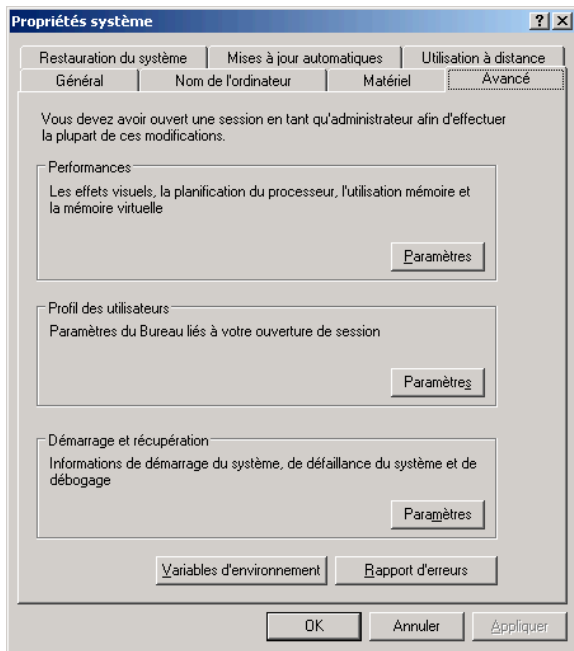 Propriétés système
Restauration du système
Mises à jour automatiques
Utilisation à distance
Général
Nom de l'ordinateur
Matériel
Avancé
Vous devez avoir ouvert une session en tant qu'administrateur afin d'effectuer
la plupart de ces modifications.
Performances
Les effets visuels, la planification du processeur, l'utilisation mémoire et
la mémoire virtuelle
Paramètres
Profil des utilisateurs
Paramètres du Bureau liés à votre ouverture de session
Paramètres
Démarrage et récupération
Informations de démarrage du système, de défaillance du système et de
débogage
Paramètres
Variables d'environnement
Rapport d'erreurs
OK
Annuler
Appliquer